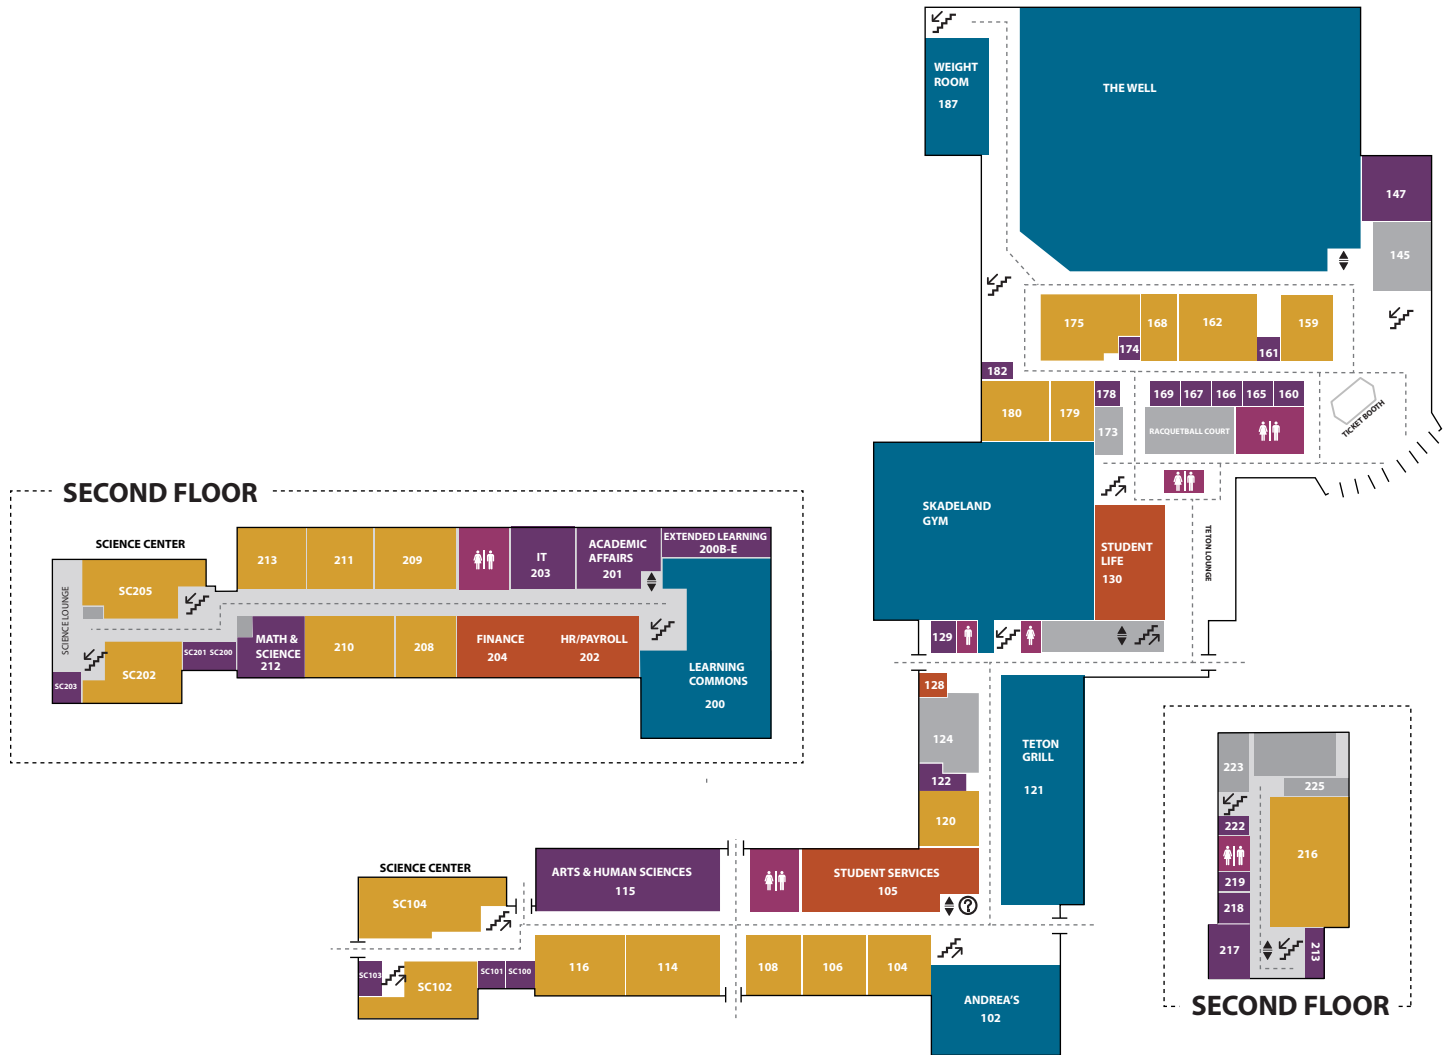 WEIGHT
ROOM
187
THE WELL
147
145
175
174
168
162
161
159
182
180
179
178
173
169
167
166
165
160
RACQUETBALL COURT
TICKET BOOTH
SKADELAND
GYM
STUDENT
LIFE
130
TETON LOUNGE
129
SECOND FLOOR
SCIENCE CENTER
SCIENCE LOUNGE
SC205
SC202
SC203
SC201
SC200
213
211
209
IT
203
ACADEMIC
AFFAIRS
201
EXTENDED LEARNING
200B-E
MATH &
SCIENCE
212
210
208
FINANCE
204
HR/PAYROLL
202
LEARNING
COMMONS
200
128
124
122
120
TETON
GRILL
121
SCIENCE CENTER
SC104
SC103
SC102
SC101
SC100
ARTS & HUMAN SCIENCES
115
STUDENT SERVICES
105
?
116
114
108
106
104
ANDREA'S
102
223
225
222
219
218
217
216
213
SECOND FLOOR